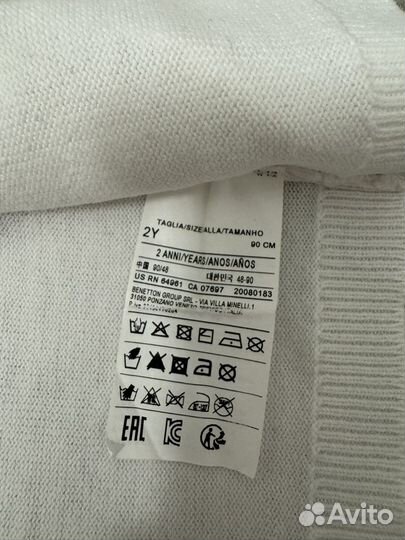 TAGLIA/SIZE/TALLA/TAMANHO
2Y
90 CM
2 ANNI/YEARS/ANOS/AÑOS
中国 90/48 대한민국 48-90
US RN 64961 CA 07697 20080183
BENETTON GROUP SRL - VIA VILLA MINELLI,1
31050 PONZANO VENETO ITALIA
EAC
Avito